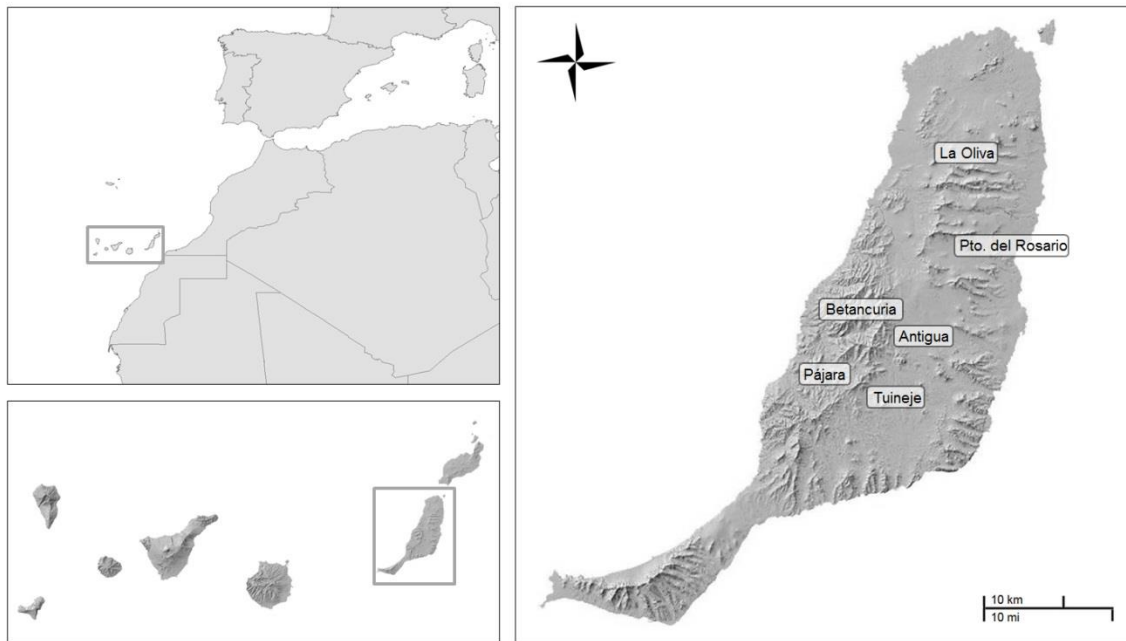 La Oliva
Pto. del Rosario
Betancuria
Antigua
Pájara
Tuineje
10 km
10 mi